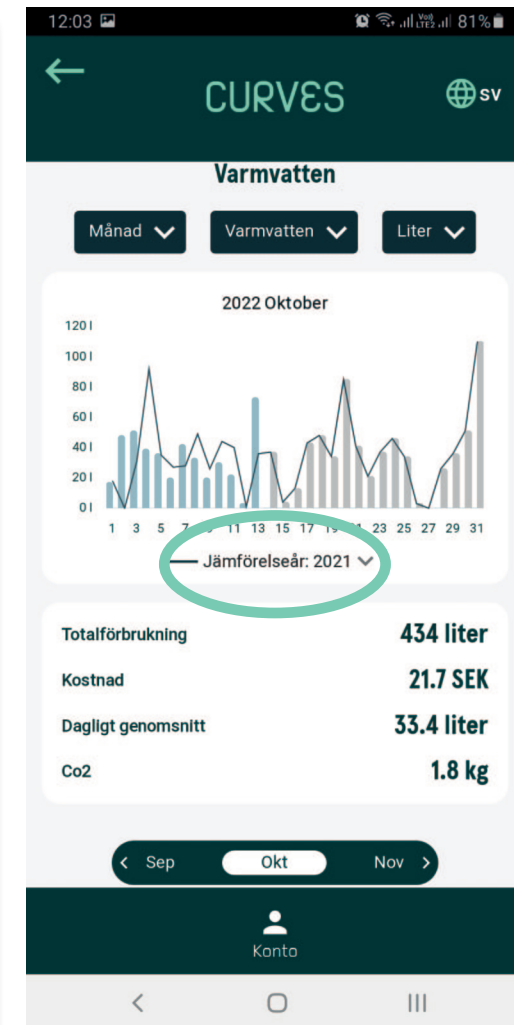 12:03 Vo)) LTE2 81%
CURVES SV
Varmvatten
Månad Varmvatten Liter
2022 Oktober
120 l
100 l
80 l
60 l
40 l
20 l
0 l
1 3 5 7 9 11 13 15 17 19 21 23 25 27 29 31
Jämförelseår: 2021
Totalförbrukning 434 liter
Kostnad 21.7 SEK
Dagligt genomsnitt 33.4 liter
Co2 1.8 kg
< Sep Okt Nov >
Konto